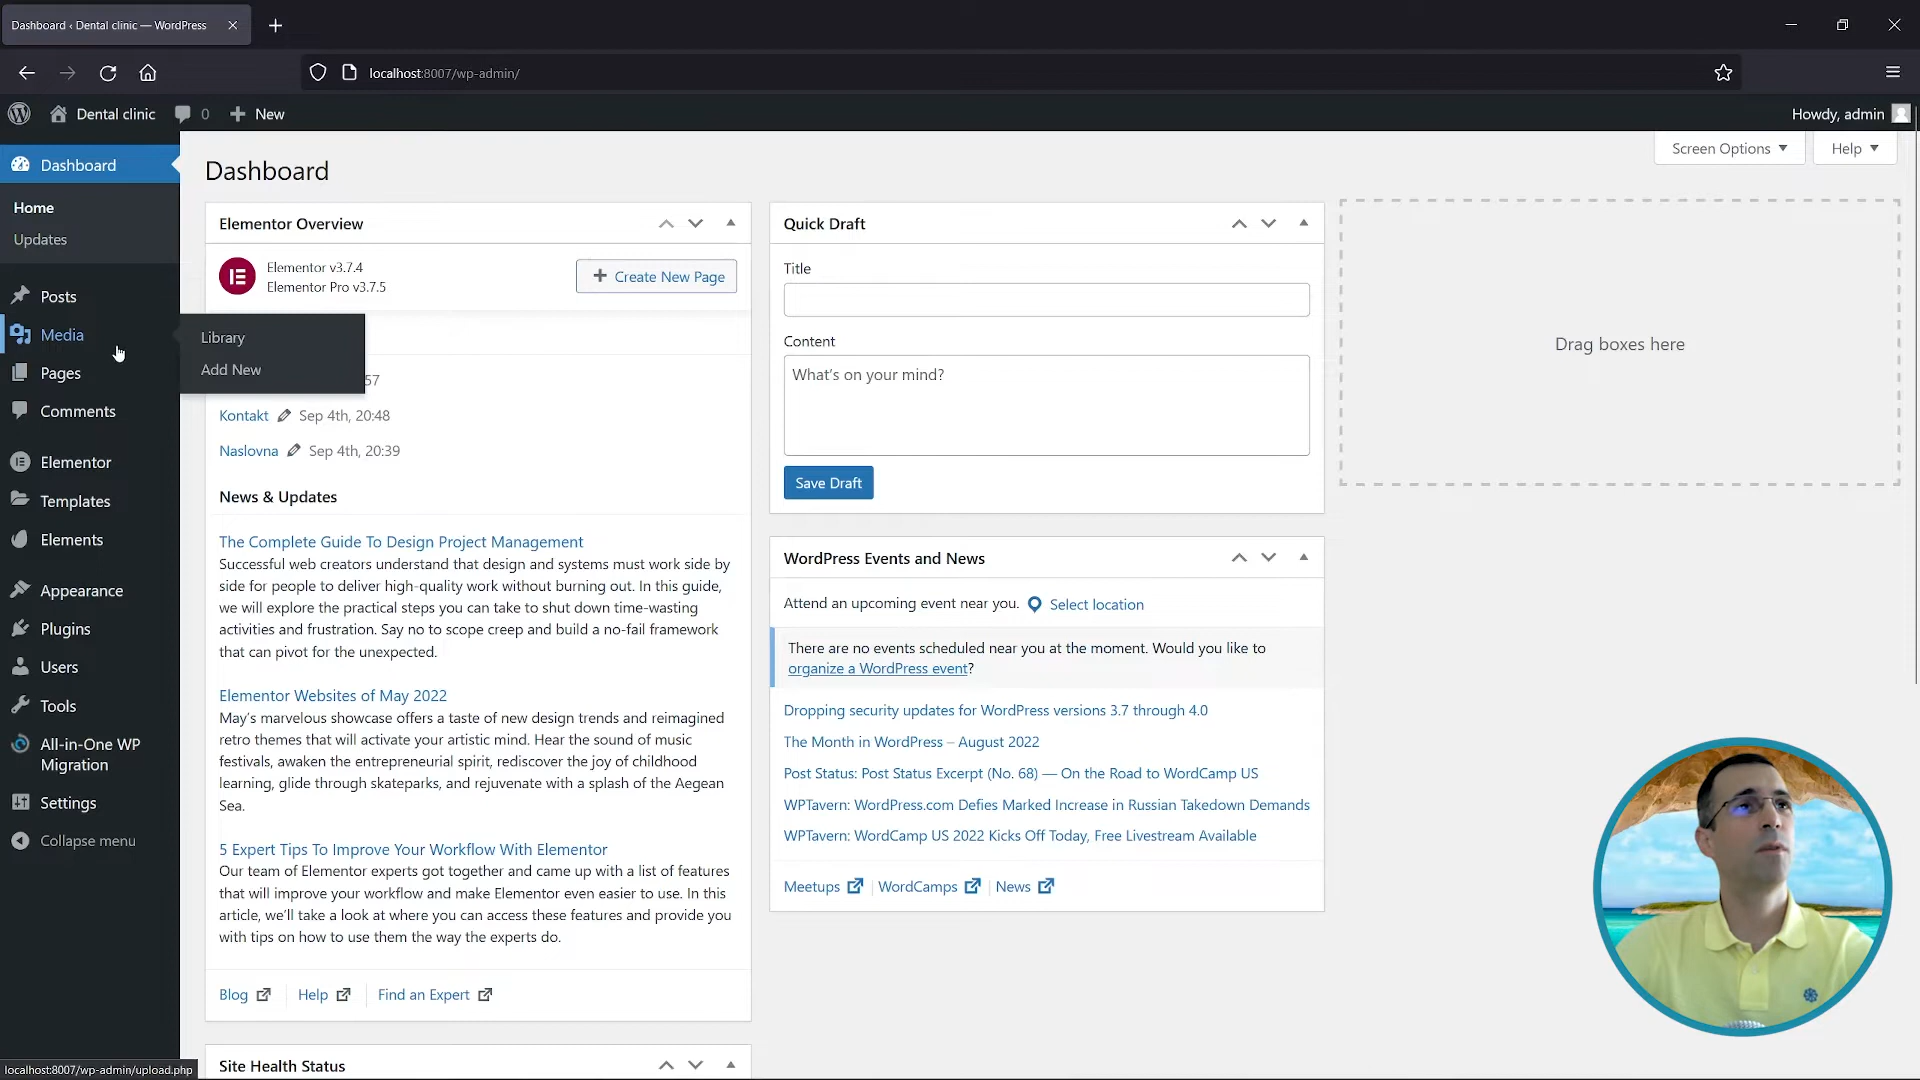 Dashboard ‹ Dental clinic — WordPress
localhost:8007/wp-admin/
Dental clinic
0
New
Howdy, admin
Dashboard
Home
Updates
Posts
Media
Library
Add New
Pages
Comments
Elementor
Templates
Elements
Appearance
Plugins
Users
Tools
All-in-One WP
Migration
Settings
Collapse menu
localhost:8007/wp-admin/upload.php
Screen Options
Help
Dashboard
Elementor Overview
Elementor v3.7.4
Elementor Pro v3.7.5
Create New Page
57
Kontakt Sep 4th, 20:48
Naslovna Sep 4th, 20:39
News & Updates
The Complete Guide To Design Project Management
Successful web creators understand that design and systems must work side by
side for people to deliver high-quality work without burning out. In this guide,
we will explore the practical steps you can take to shut down time-wasting
activities and frustration. Say no to scope creep and build a no-fail framework
that can pivot for the unexpected.
Elementor Websites of May 2022
May's marvelous showcase offers a taste of new design trends and reimagined
retro themes that will activate your artistic mind. Hear the sound of music
festivals, awaken the entrepreneurial spirit, rediscover the joy of childhood
learning, glide through skateparks, and rejuvenate with a splash of the Aegean
Sea.
5 Expert Tips To Improve Your Workflow With Elementor
Our team of Elementor experts got together and came up with a list of features
that will improve your workflow and make Elementor even easier to use. In this
article, we'll take a look at where you can access these features and provide you
with tips on how to use them the way the experts do.
Blog Help Find an Expert
Site Health Status
Quick Draft
Title
Content
What's on your mind?
Save Draft
WordPress Events and News
Attend an upcoming event near you. Select location
There are no events scheduled near you at the moment. Would you like to
organize a WordPress event?
Dropping security updates for WordPress versions 3.7 through 4.0
The Month in WordPress – August 2022
Post Status: Post Status Excerpt (No. 68) — On the Road to WordCamp US
WPTavern: WordPress.com Defies Marked Increase in Russian Takedown Demands
WPTavern: WordCamp US 2022 Kicks Off Today, Free Livestream Available
Meetups WordCamps News
Drag boxes here